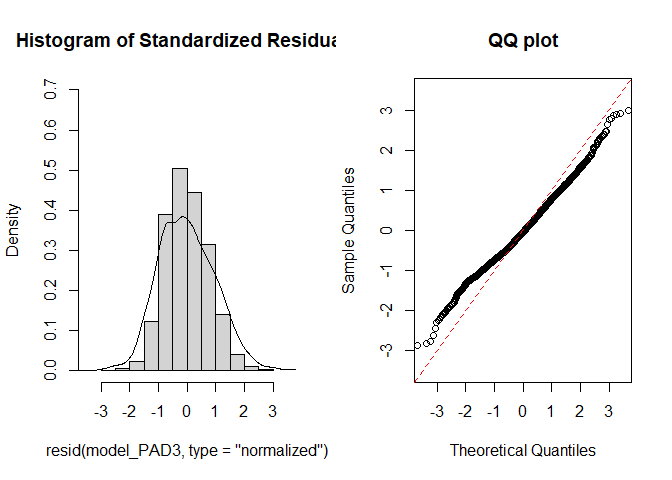 Histogram of Standardized Residua
QQ plot
Density
0.0 0.1 0.2 0.3 0.4 0.5 0.6 0.7
-3 -2 -1 0 1 2 3
resid(model_PAD3, type = "normalized")
Sample Quantiles
-3 -2 -1 0 1 2 3
-3 -2 -1 0 1 2 3
Theoretical Quantiles